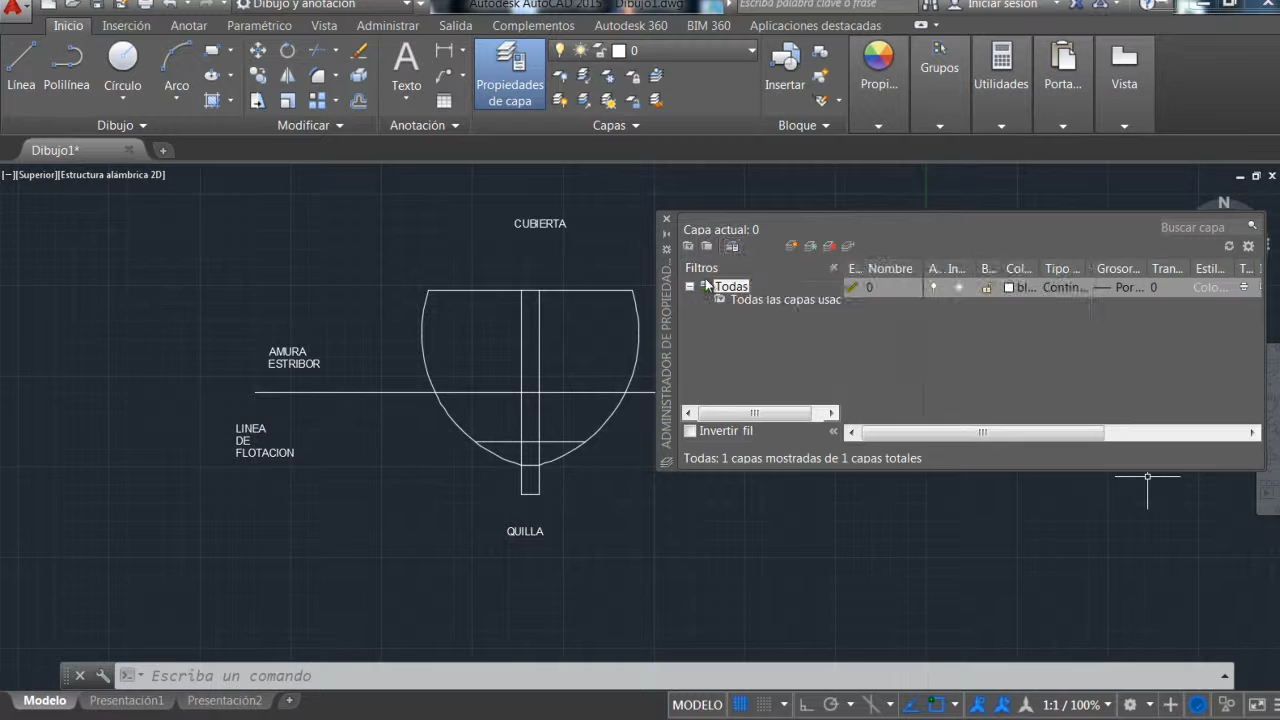 Dibujo y anotación
Autodesk AutoCAD 2015 Dibujo1.dwg
Escriba palabra clave o frase
Iniciar sesión
Inicio Inserción Anotar Paramétrico Vista Administrar Salida Complementos Autodesk 360 BIM 360 Aplicaciones destacadas
0
Línea Polilínea Círculo Arco Texto Propiedades de capa Insertar Propi... Grupos Utilidades Porta... Vista
Dibujo Modificar Anotación Capas Bloque
Dibujo1*
[−][Superior][Estructura alámbrica 2D]
CUBIERTA
AMURA
ESTRIBOR
LINEA
DE
FLOTACION
QUILLA
N
ADMINISTRADOR DE PROPIEDAD...
Capa actual: 0
Buscar capa
Filtros
E.. Nombre A.. In... B.. Col... Tipo ... Grosor... Tran... Estil... T..
Todas
0 bl... Contin... Por... 0 Colo...
Todas las capas usac
Invertir fil
Todas: 1 capas mostradas de 1 capas totales
Escriba un comando
Modelo Presentación1 Presentación2
MODELO
1:1 / 100%